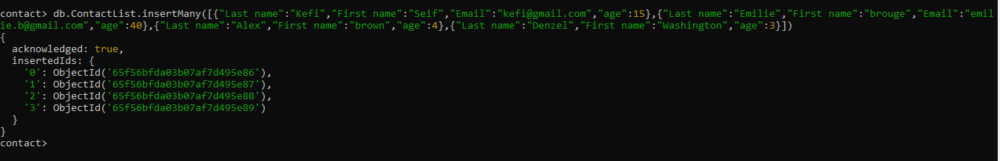 contact> db.ContactList.insertMany([{"Last name":"Kefi","First name":"Seif","Email":"kefi@gmail.com","age":15},{"Last name":"Emilie","First name":"brouge","Email":"emil
ie.b@gmail.com","age":40},{"Last name":"Alex","First name":"brown","age":4},{"Last name":"Denzel","First name":"Washington","age":3}])
{
  acknowledged: true,
  insertedIds: {
    '0': ObjectId('65f56bfda03b07af7d495e86'),
    '1': ObjectId('65f56bfda03b07af7d495e87'),
    '2': ObjectId('65f56bfda03b07af7d495e88'),
    '3': ObjectId('65f56bfda03b07af7d495e89')
  }
}
contact>